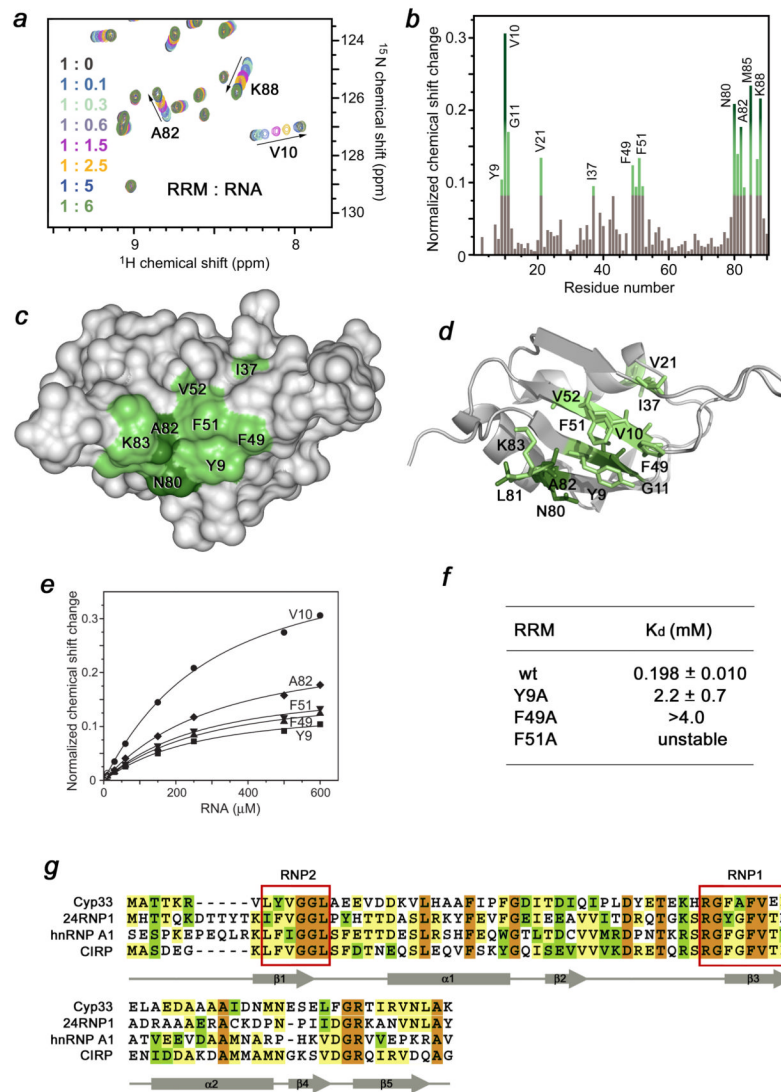 a
1 : 0
1 : 0.1
1 : 0.3
1 : 0.6
1 : 1.5
1 : 2.5
1 : 5
1 : 6
A82
K88
V10
RRM : RNA
124
126
128
130
15N chemical shift (ppm)
9
8
1H chemical shift (ppm)
b
Normalized chemical shift change
0.3
0.2
0.1
0
Y9
V10
G11
V21
I37
F49
F51
N80
A82
M85
K88
20
40
60
80
Residue number
c
I37
V52
A82
F51
K83
F49
Y9
N80
d
V21
V52
I37
F51
V10
K83
F49
A82
Y9
G11
L81
N80
e
Normalized chemical shift change
0.3
0.2
0.1
0
V10
A82
F51
F49
Y9
0
200
400
600
RNA (µM)
f
RRM Kd (mM)
wt 0.198 ± 0.010
Y9A 2.2 ± 0.7
F49A >4.0
F51A unstable
g
RNP2 RNP1
Cyp33 MATTKR-----VLYVGGLAEEVDDKVLHAAFIPFGDITDIQIPLDYETEKHRGFAFVE
24RNP1 MHTTQKDTTYTKIFVGGLPYHTTDASLRKYFEVFGEIEEAVVITDRQTGKSRGYGFVT
hnRNP A1 SESPKEPEQLRKLFIGGLSFETTDESLRSHFEQWGTLTDCVVMRDPNTKRSRGFGFVT
CIRP MASDEG-----KLFVGGLSFDTNEQSLEQVFSKYGQISEVVVVKDRETQRSRGFGFVT
β1 α1 β2 β3
Cyp33 ELAEDAAAAIDNMNESELFGRTIRVNLAK
24RNP1 ADRAAAERACKDPN-PIIDGRKANVNLAY
hnRNP A1 ATVEEVDAAMNARP-HKVDGRVVEPKRAV
CIRP ENIDDAKDAMMAMNGKSVDGRQIRVDQAG
α2 β4 β5